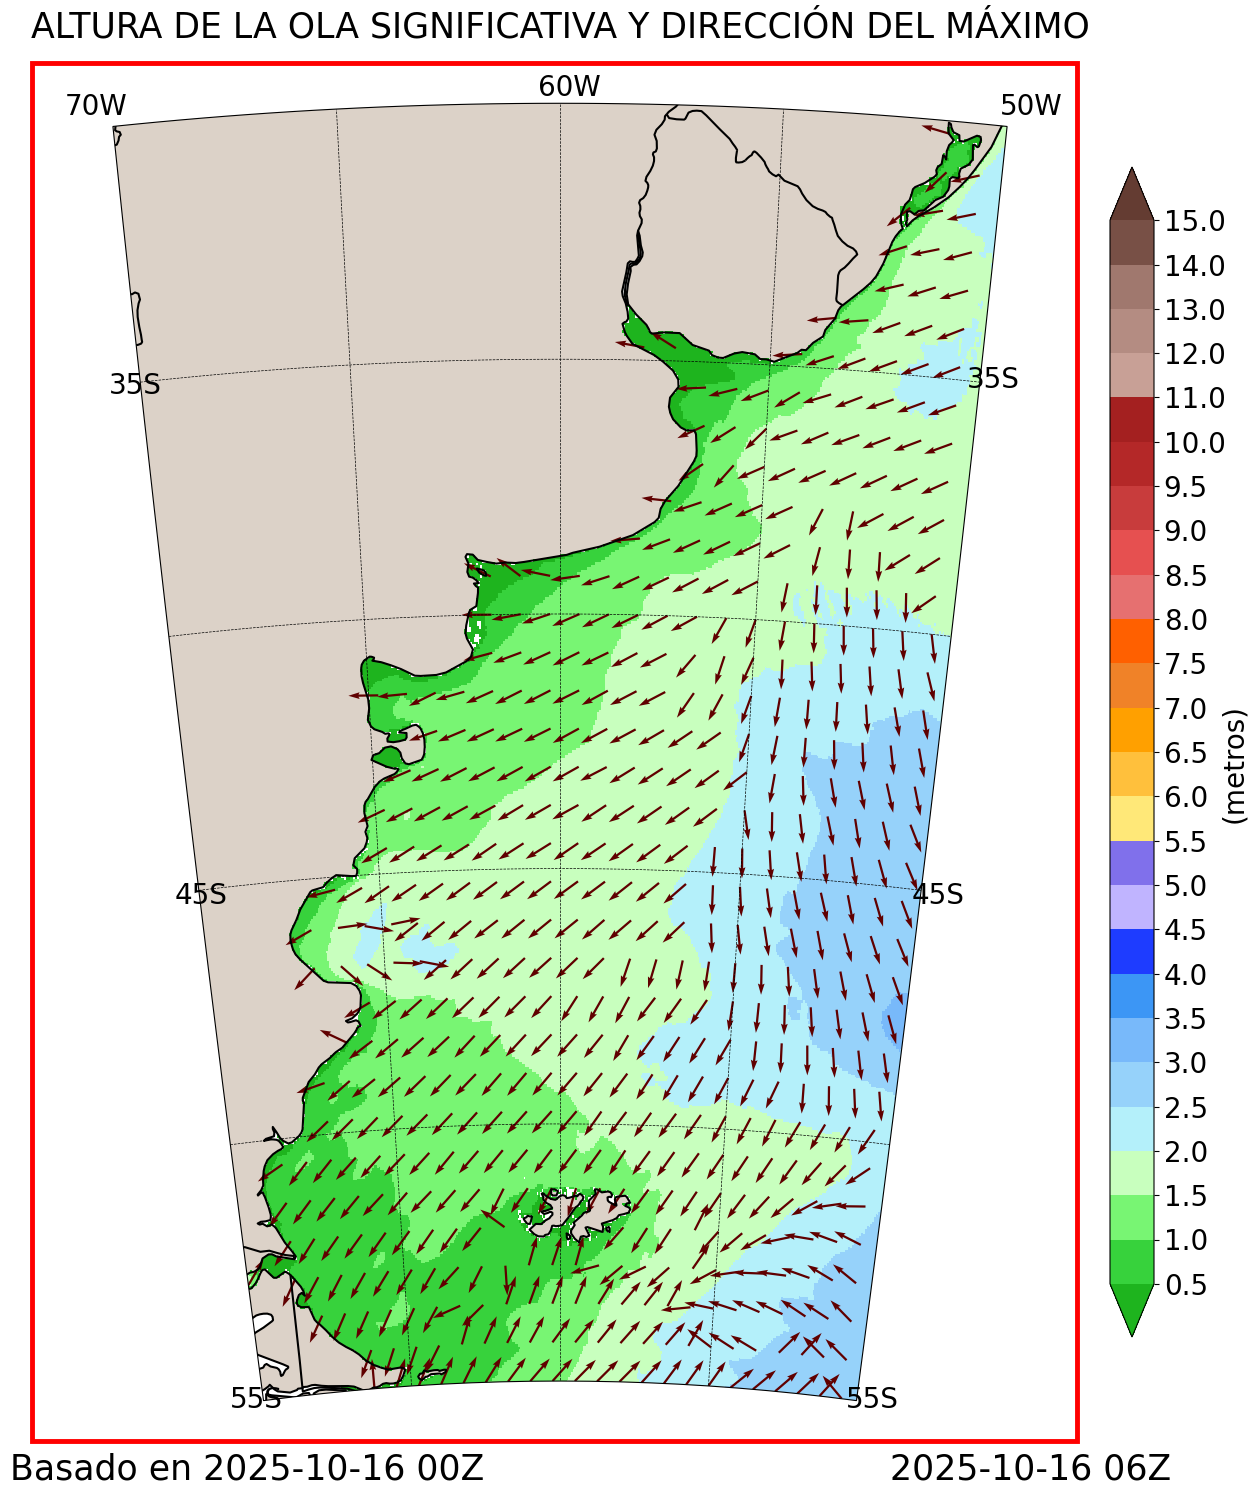 ALTURA DE LA OLA SIGNIFICATIVA Y DIRECCIÓN DEL MÁXIMO
70W
60W
50W
35S
35S
45S
45S
55S
55S
15.0
14.0
13.0
12.0
11.0
10.0
9.5
9.0
8.5
8.0
7.5
7.0
6.5
6.0
5.5
5.0
4.5
4.0
3.5
3.0
2.5
2.0
1.5
1.0
0.5
(metros)
Basado en 2025-10-16 00Z
2025-10-16 06Z